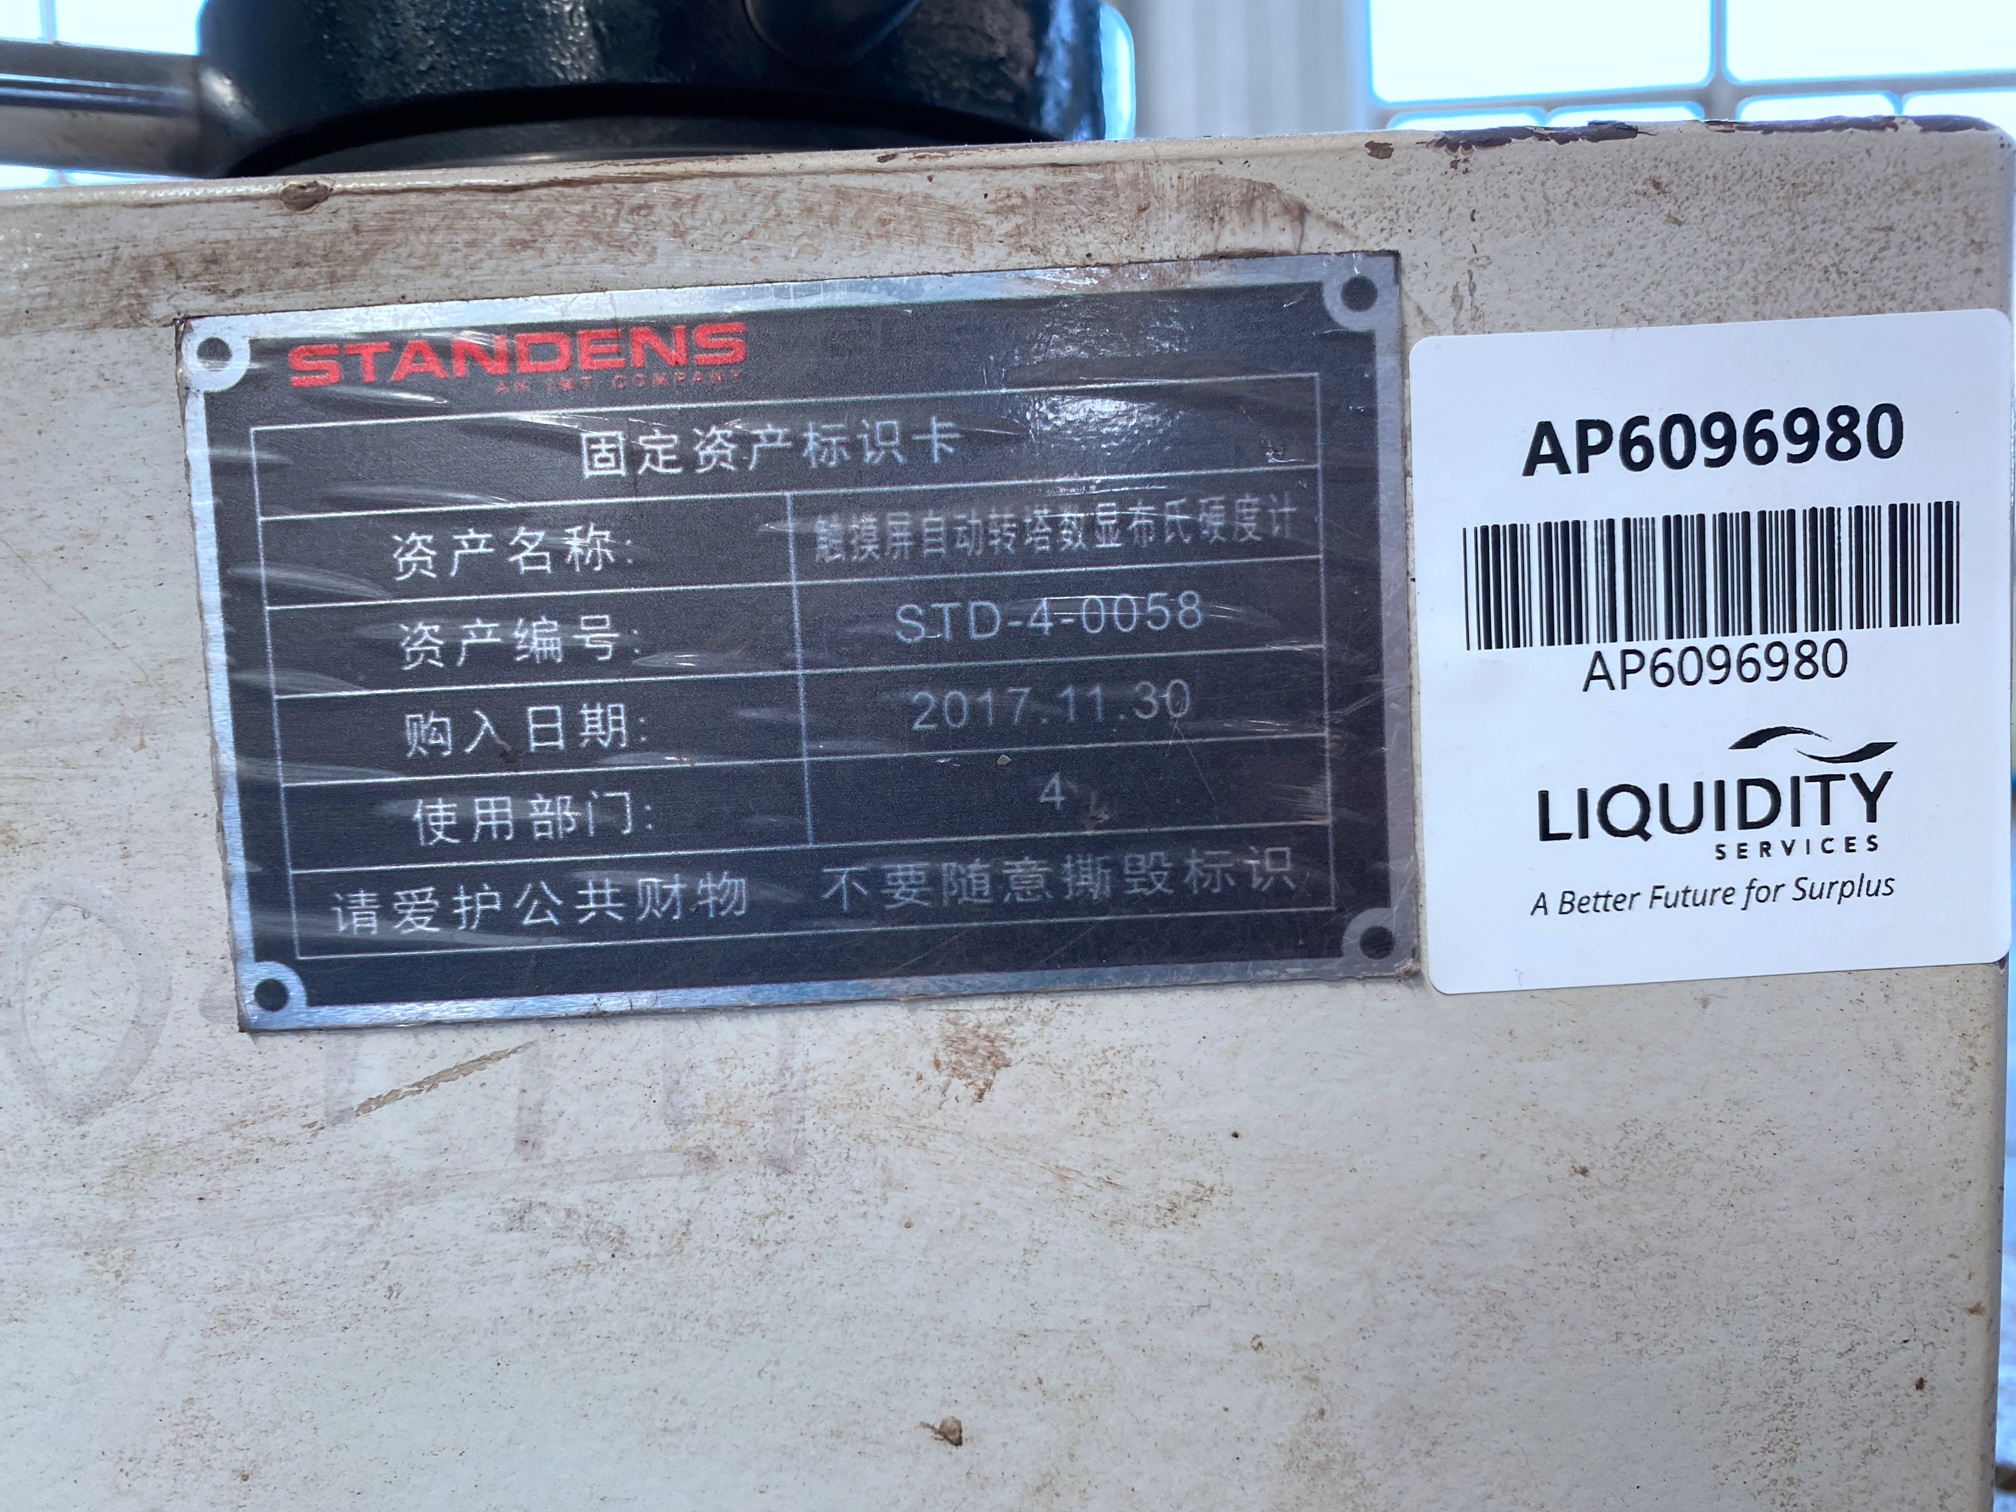 STANDENS
AN IMT COMPANY
固定资产标识卡
资产名称: 触摸屏自动转塔数显布氏硬度计
资产编号: STD-4-0058
购入日期: 2017.11.30
使用部门: 4
请爱护公共财物 不要随意撕毁标识
AP6096980
AP6096980
LIQUIDITY
SERVICES
A Better Future for Surplus